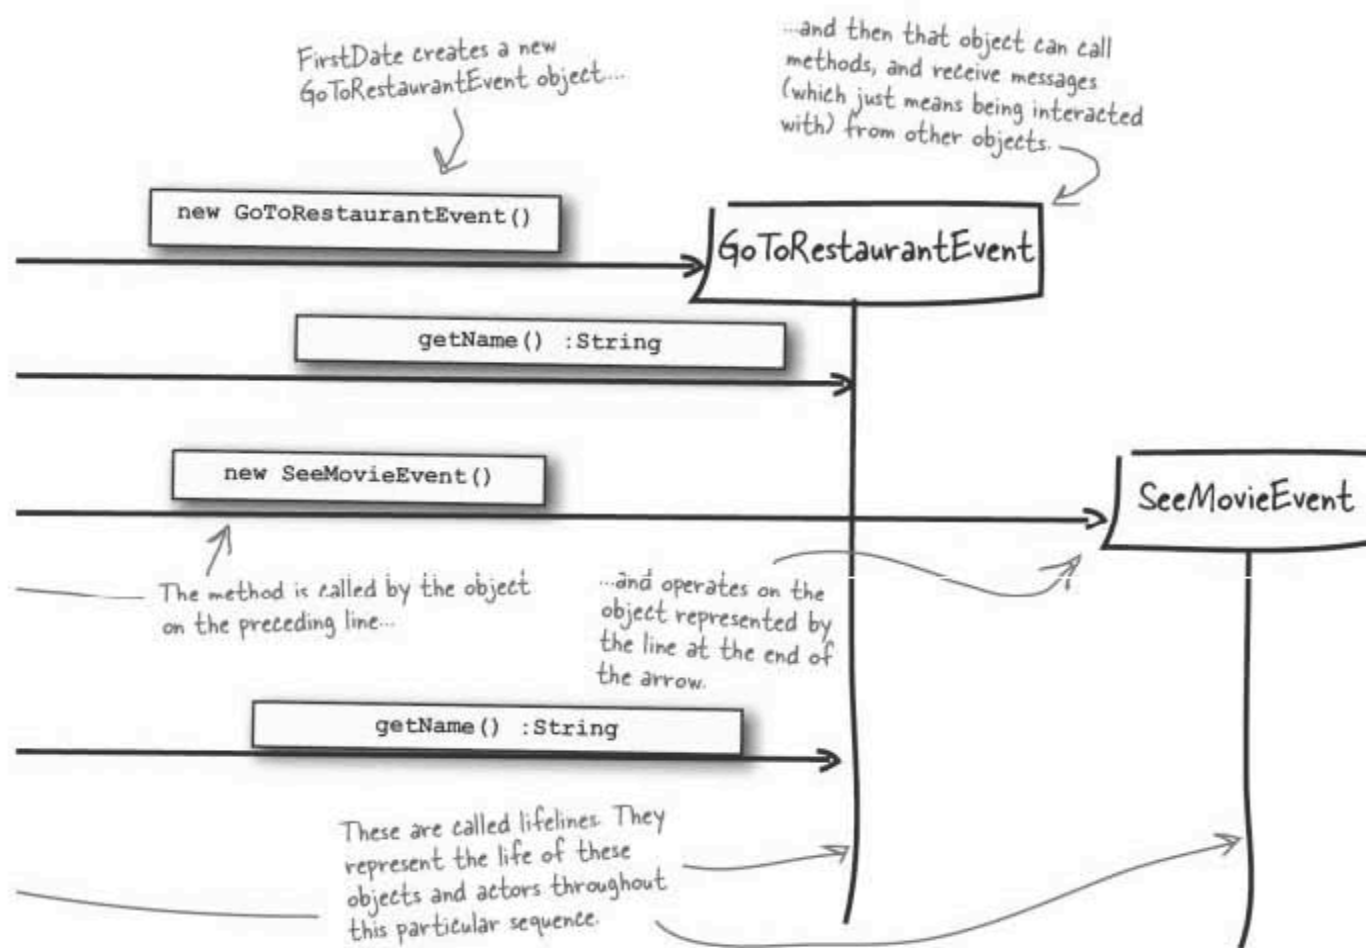 FirstDate creates a new
GoToRestaurantEvent object...
...and then that object can call
methods, and receive messages
(which just means being interacted
with) from other objects.
new GoToRestaurantEvent()
GoToRestaurantEvent
getName() :String
new SeeMovieEvent()
SeeMovieEvent
The method is called by the object
on the preceding line...
...and operates on the
object represented by
the line at the end of
the arrow.
getName() :String
These are called lifelines. They
represent the life of these
objects and actors throughout
this particular sequence.